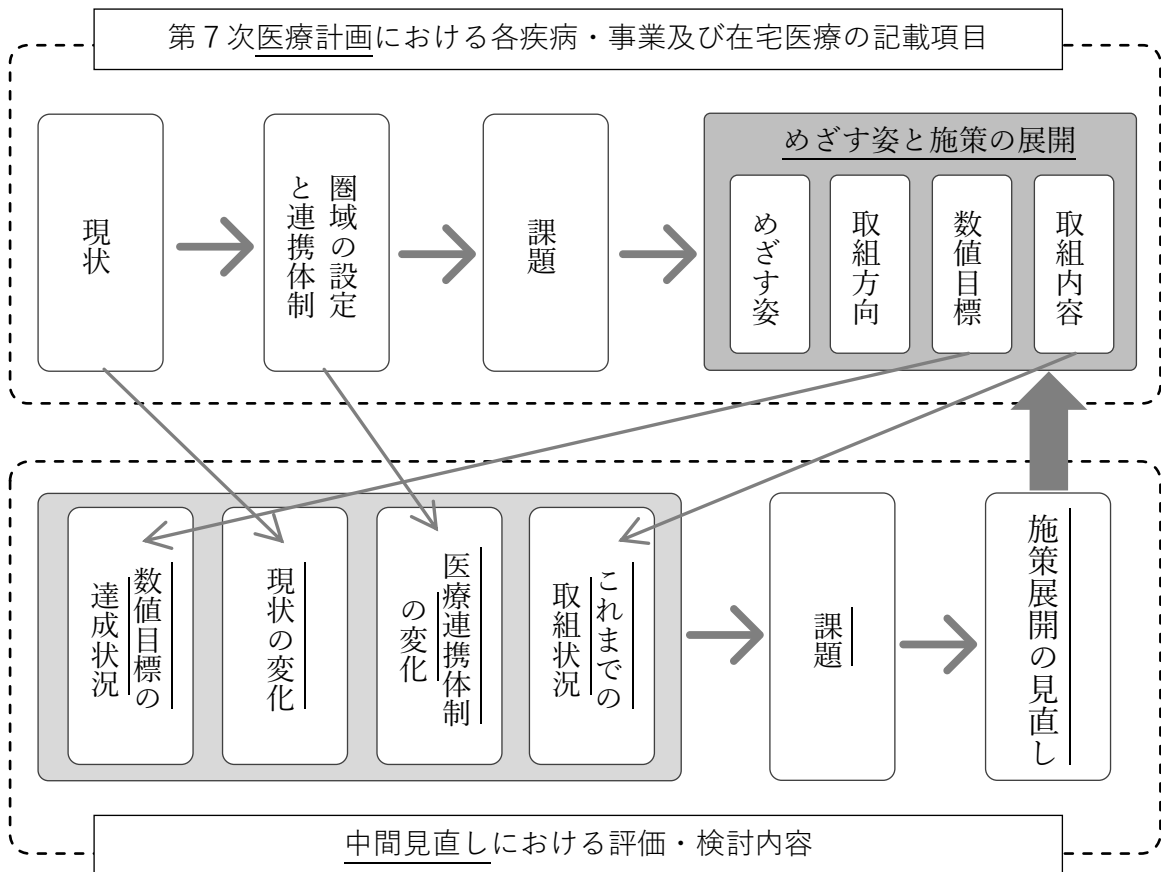 第７次医療計画における各疾病・事業及び在宅医療の記載項目
現状
圏域の設定
と連携体制
課題
めざす姿と施策の展開
めざす姿
取組方向
数値目標
取組内容
数値目標の
達成状況
現状の変化
医療連携体制
の変化
これまでの
取組状況
課題
施策展開の見直し
中間見直しにおける評価・検討内容